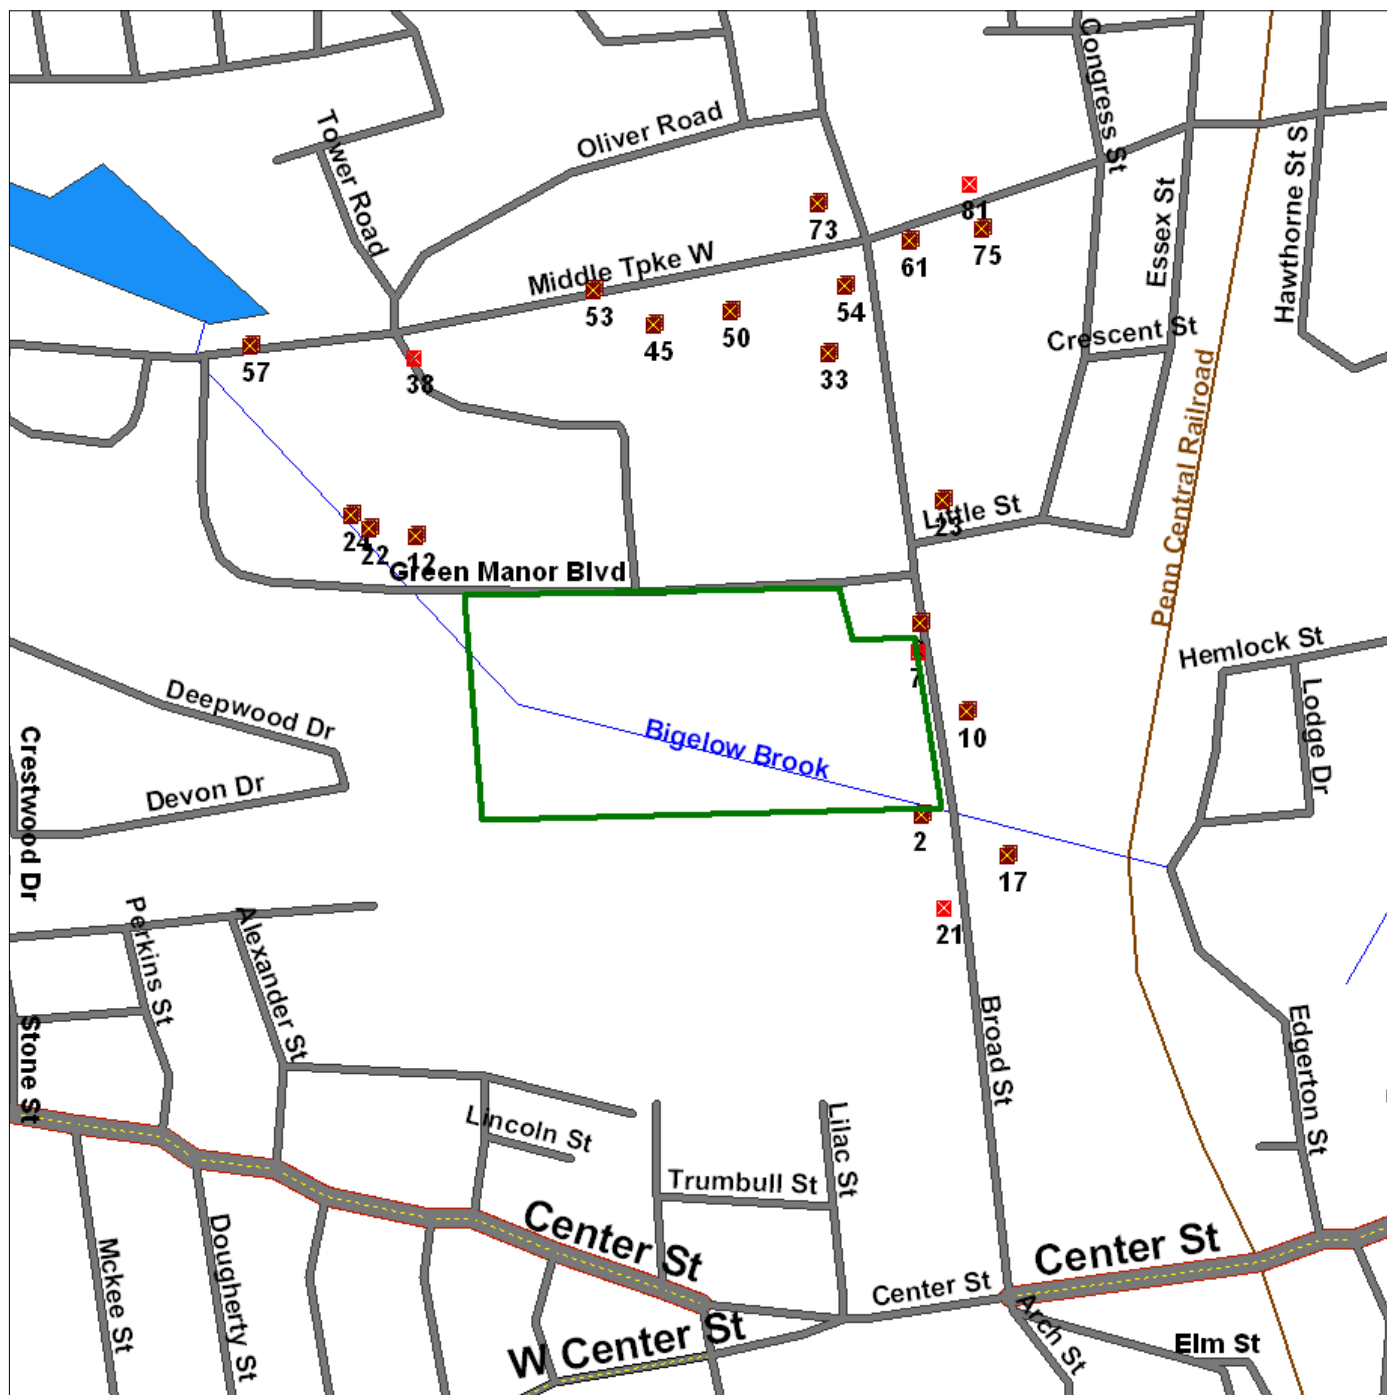 Congress St
Tower Road
Oliver Road
Hawthorne St S
Essex St
81
73
75
61
Middle Tpke W
54
53
50
45
33
57
38
Crescent St
Penn Central Railroad
24
22
12
23
Little St
Green Manor Blvd
Hemlock St
7
Lodge Dr
Deepwood Dr
10
Bigelow Brook
Crestwood Dr
Devon Dr
2
17
Perkins St
Alexander St
21
Broad St
Edgerton St
Stone St
Lincoln St
Lilac St
Trumbull St
Center St
Center St
Mckee St
Dougherty St
Center St
Arch St
W Center St
Elm St